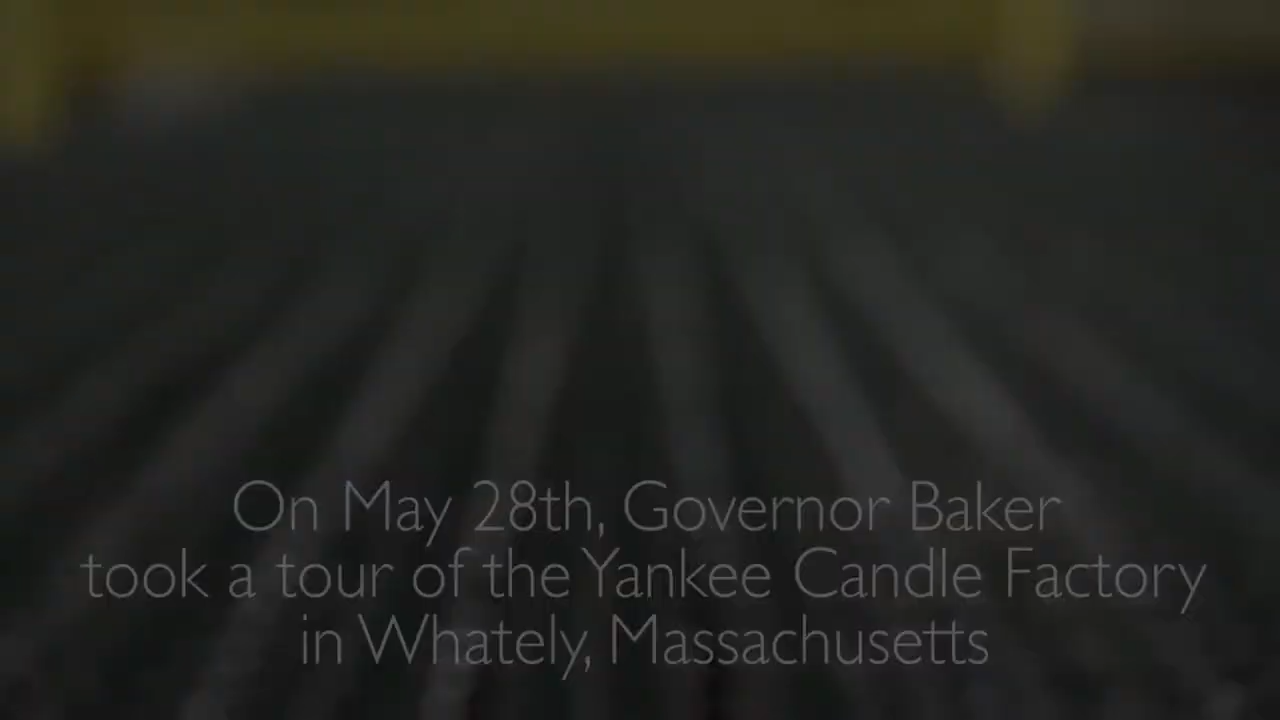 On May 28th, Governor Baker
took a tour of the Yankee Candle Factory
in Whately, Massachusetts